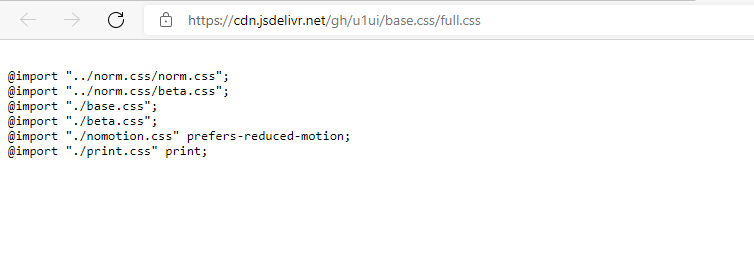 https://cdn.jsdelivr.net/gh/u1ui/base.css/full.css
@import "../norm.css/norm.css";
@import "../norm.css/beta.css";
@import "./base.css";
@import "./beta.css";
@import "./nomotion.css" prefers-reduced-motion;
@import "./print.css" print;